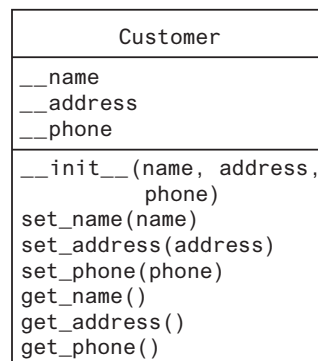 Customer
__name
__address
__phone
__init__(name, address,
phone)
set_name(name)
set_address(address)
set_phone(phone)
get_name()
get_address()
get_phone()